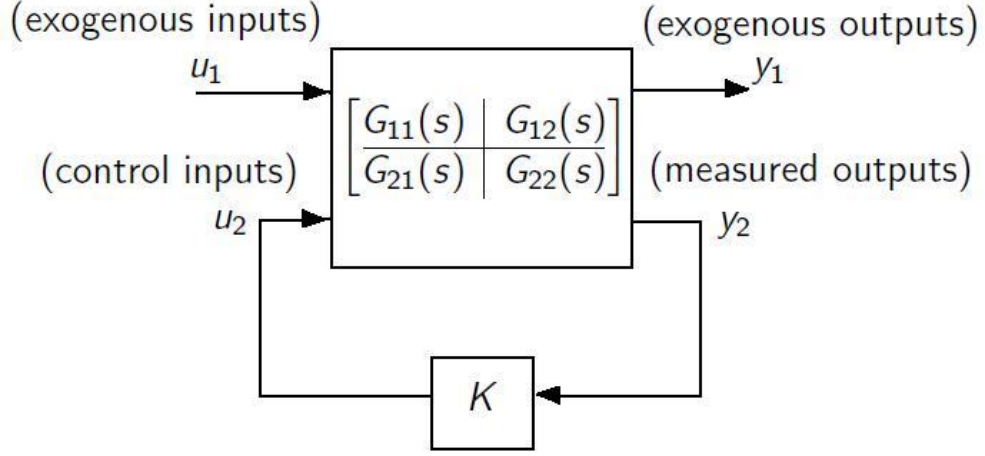 (exogenous inputs) (exogenous outputs)
u₁ y₁
G₁₁(s) G₁₂(s)
G₂₁(s) G₂₂(s)
(control inputs) (measured outputs)
u₂ y₂
K